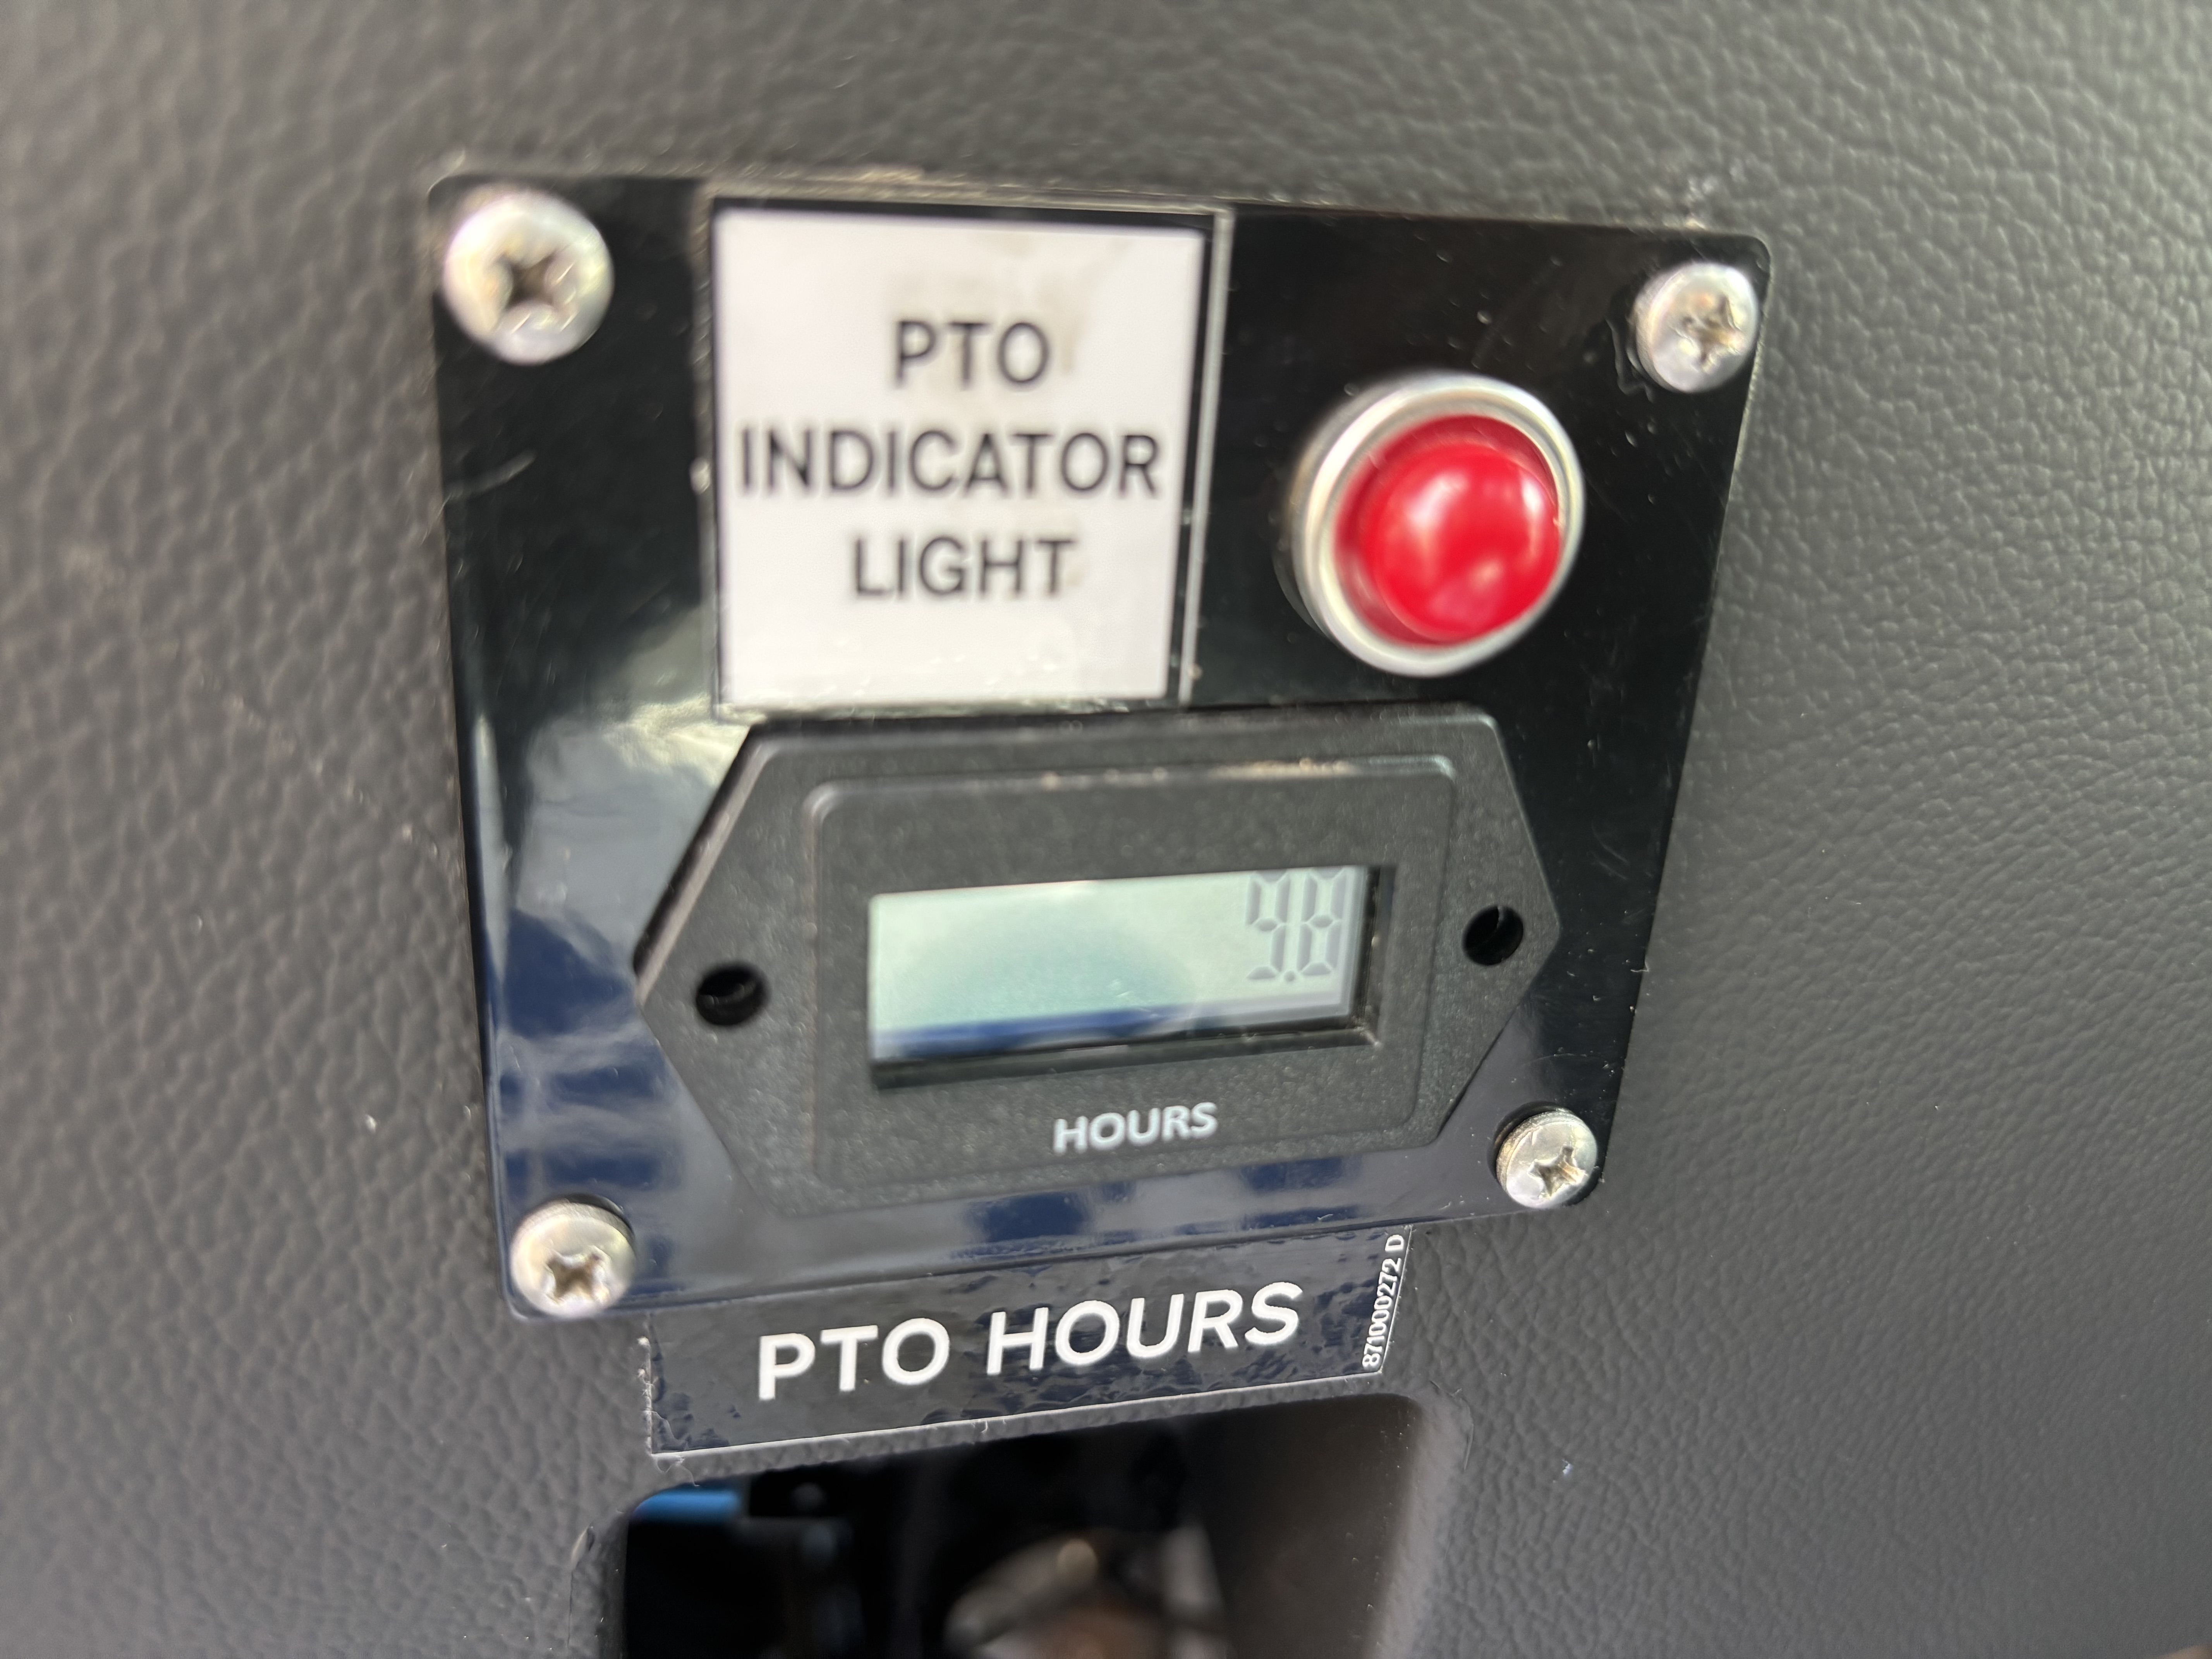 PTO
INDICATOR
LIGHT
9.8
HOURS
PTO HOURS
871000272 D